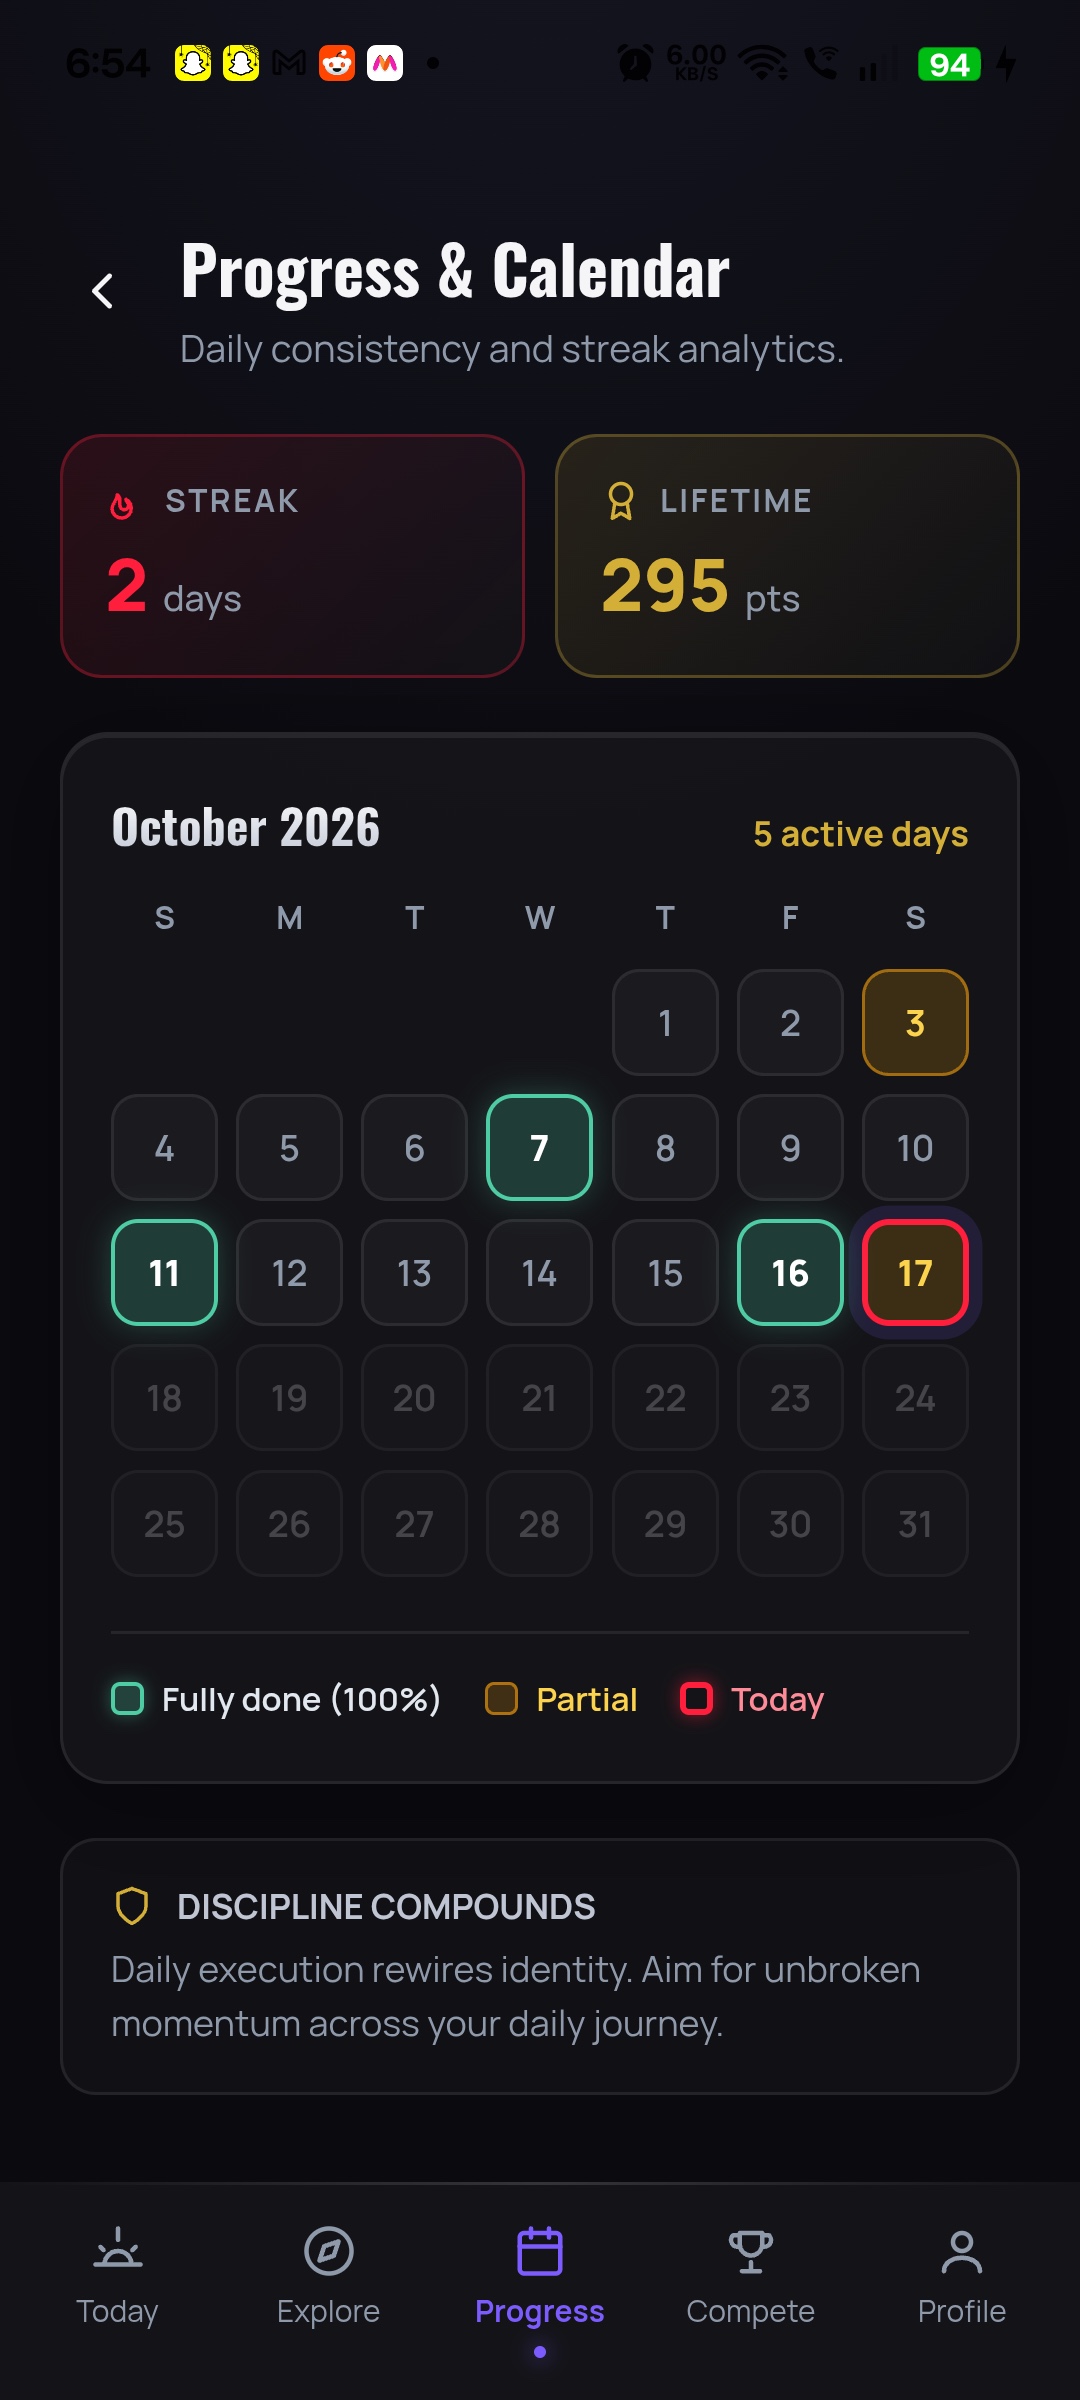 6:54 6.00 KB/S 94
Progress & Calendar
Daily consistency and streak analytics.
STREAK
2 days
LIFETIME
295 pts
October 2026
5 active days
S M T W T F S
1 2 3
4 5 6 7 8 9 10
11 12 13 14 15 16 17
18 19 20 21 22 23 24
25 26 27 28 29 30 31
Fully done (100%) Partial Today
DISCIPLINE COMPOUNDS
Daily execution rewires identity. Aim for unbroken
momentum across your daily journey.
Today Explore Progress Compete Profile